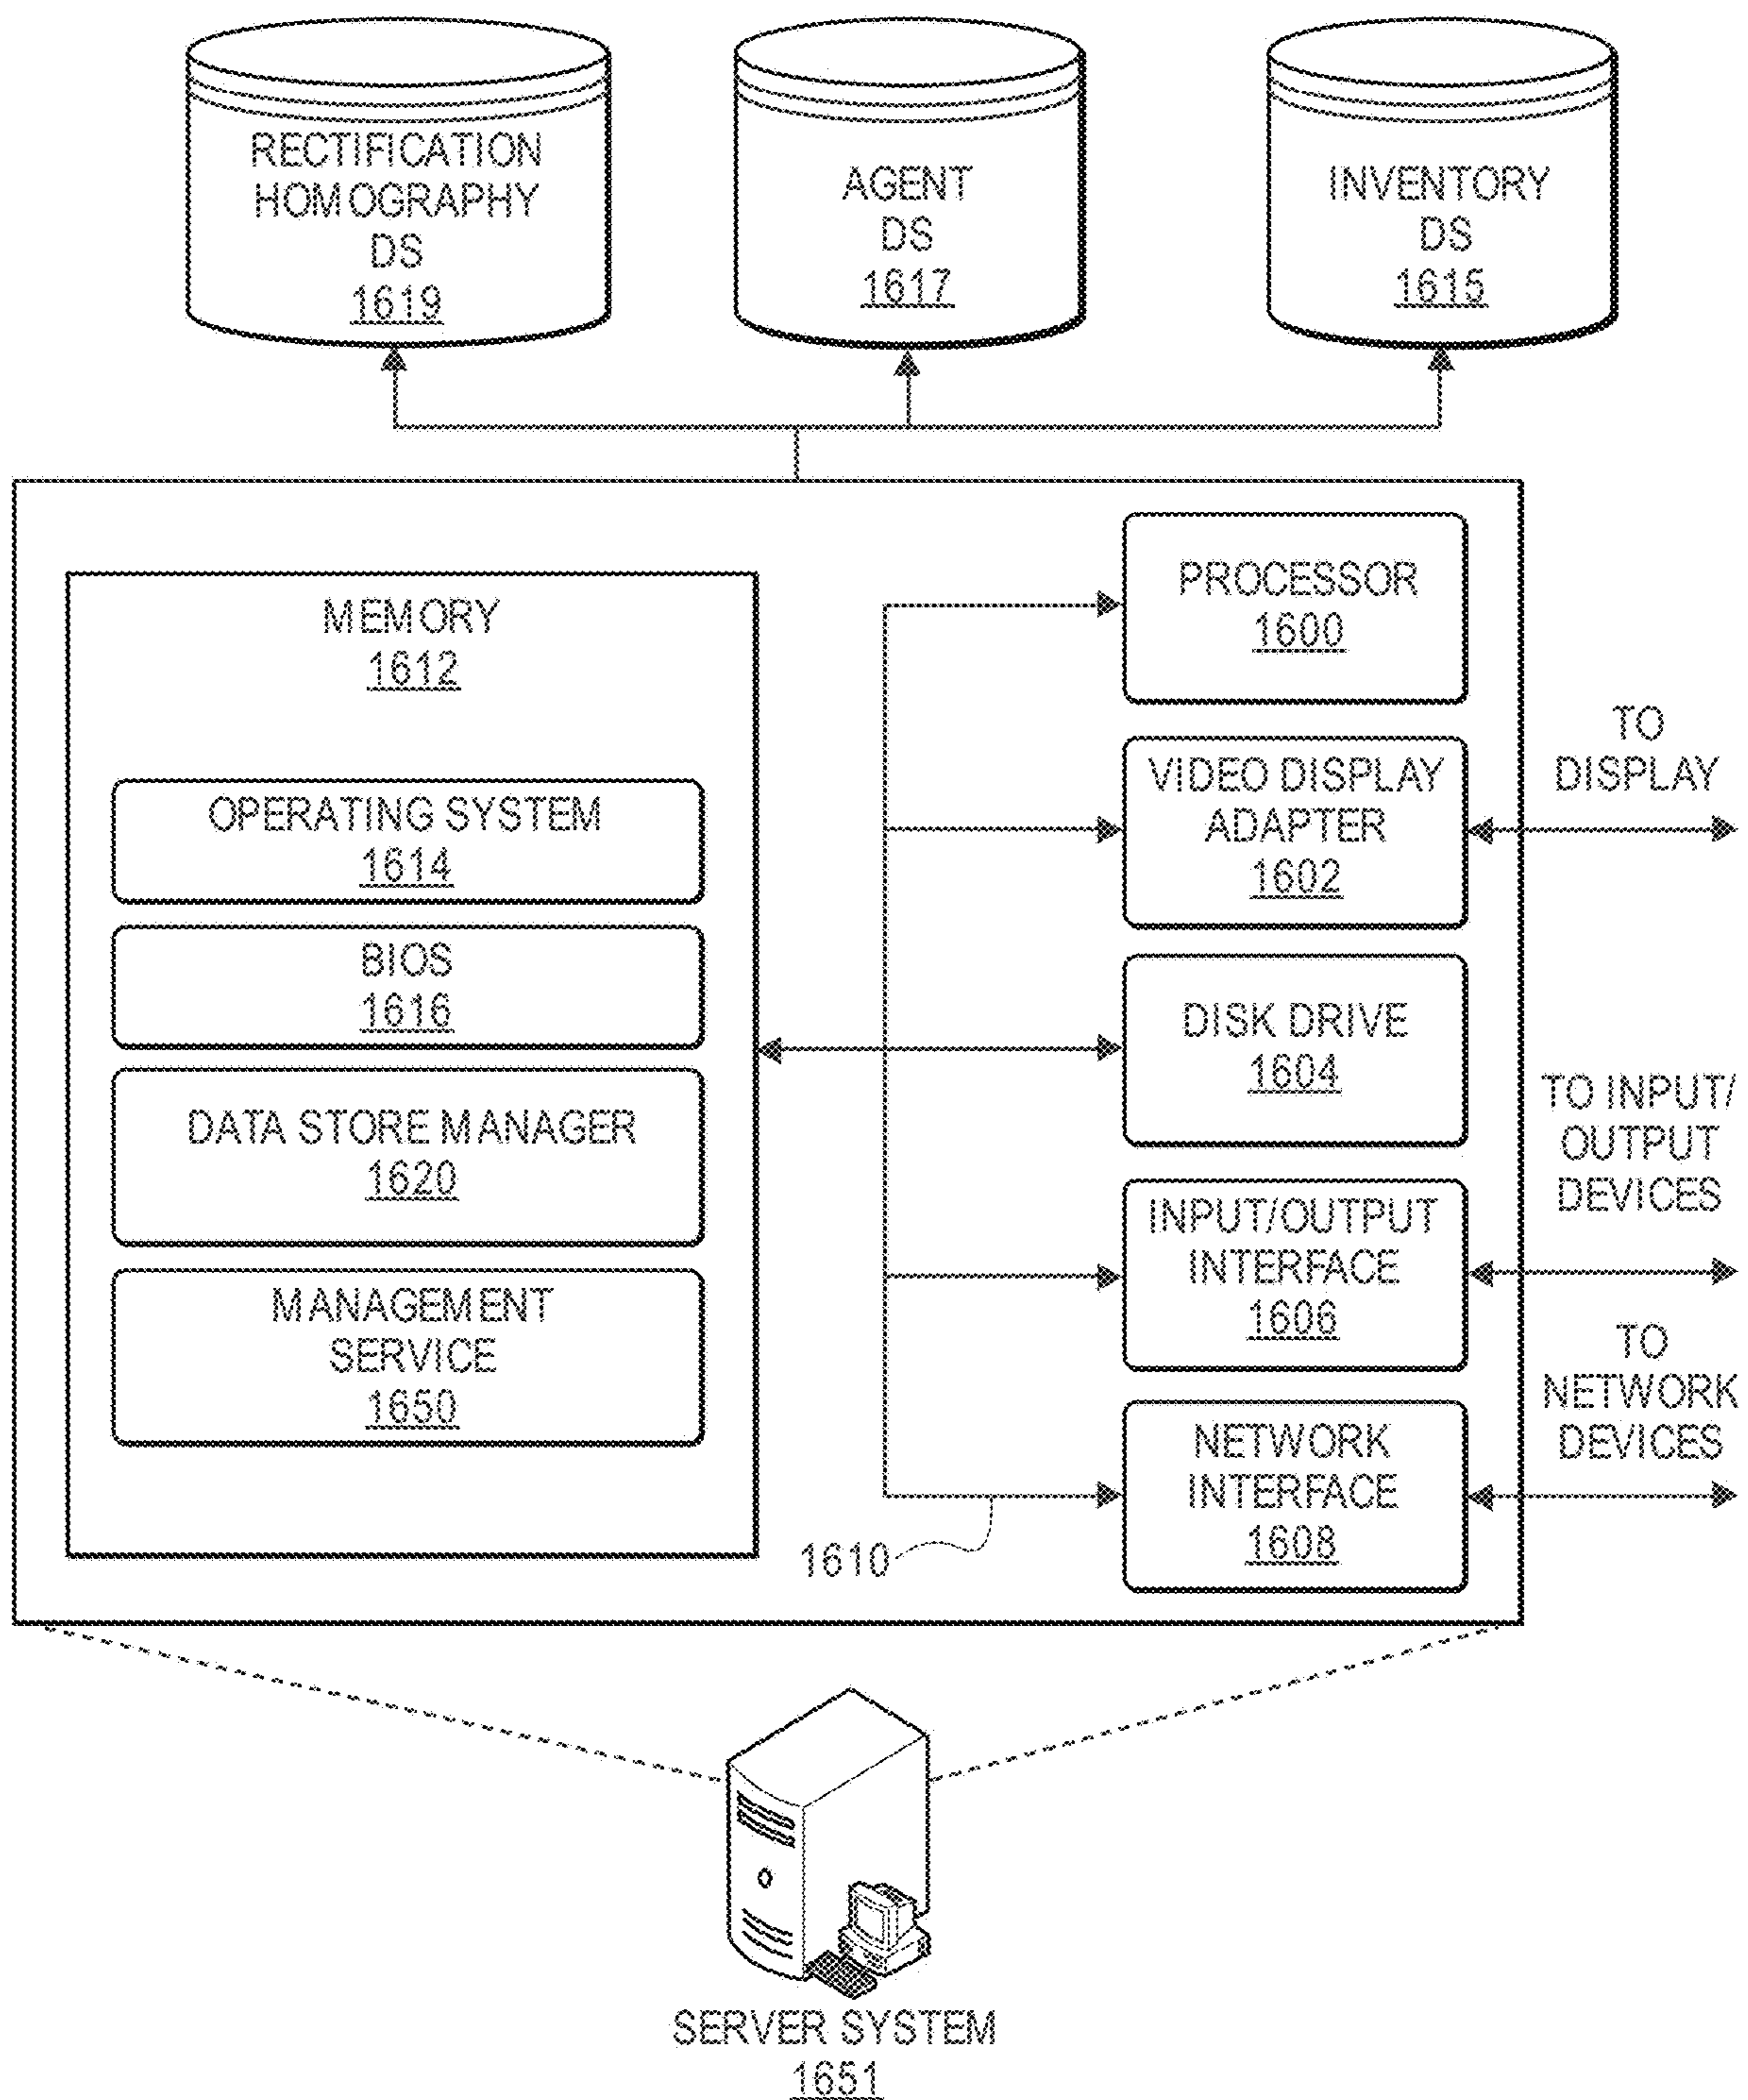 RECTIFICATION
HOMOGRAPHY
DS
1619
AGENT
DS
1617
INVENTORY
DS
1615
MEMORY
1612
OPERATING SYSTEM
1614
BIOS
1616
DATA STORE MANAGER
1620
MANAGEMENT
SERVICE
1650
PROCESSOR
1600
VIDEO DISPLAY
ADAPTER
1602
DISK DRIVE
1604
INPUT/OUTPUT
INTERFACE
1606
NETWORK
INTERFACE
1608
1610
TO
DISPLAY
TO INPUT/
OUTPUT
DEVICES
TO
NETWORK
DEVICES
SERVER SYSTEM
1651